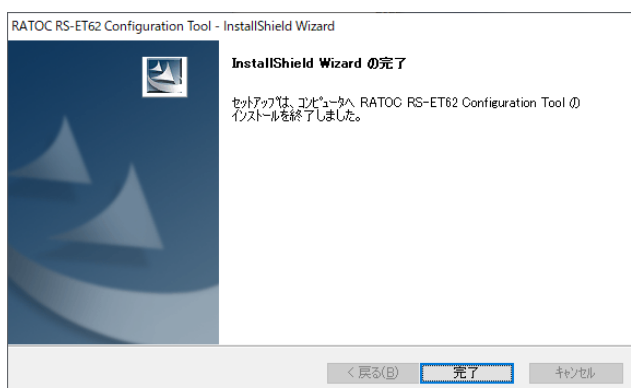 RATOC RS-ET62 Configuration Tool - InstallShield Wizard
InstallShield Wizard の完了
ｾｯﾄｱｯﾌﾟは、ｺﾝﾋﾟｭｰﾀへ RATOC RS-ET62 Configuration Tool の
ｲﾝｽﾄｰﾙを終了しました。
< 戻る(B)
完了
ｷｬﾝｾﾙ